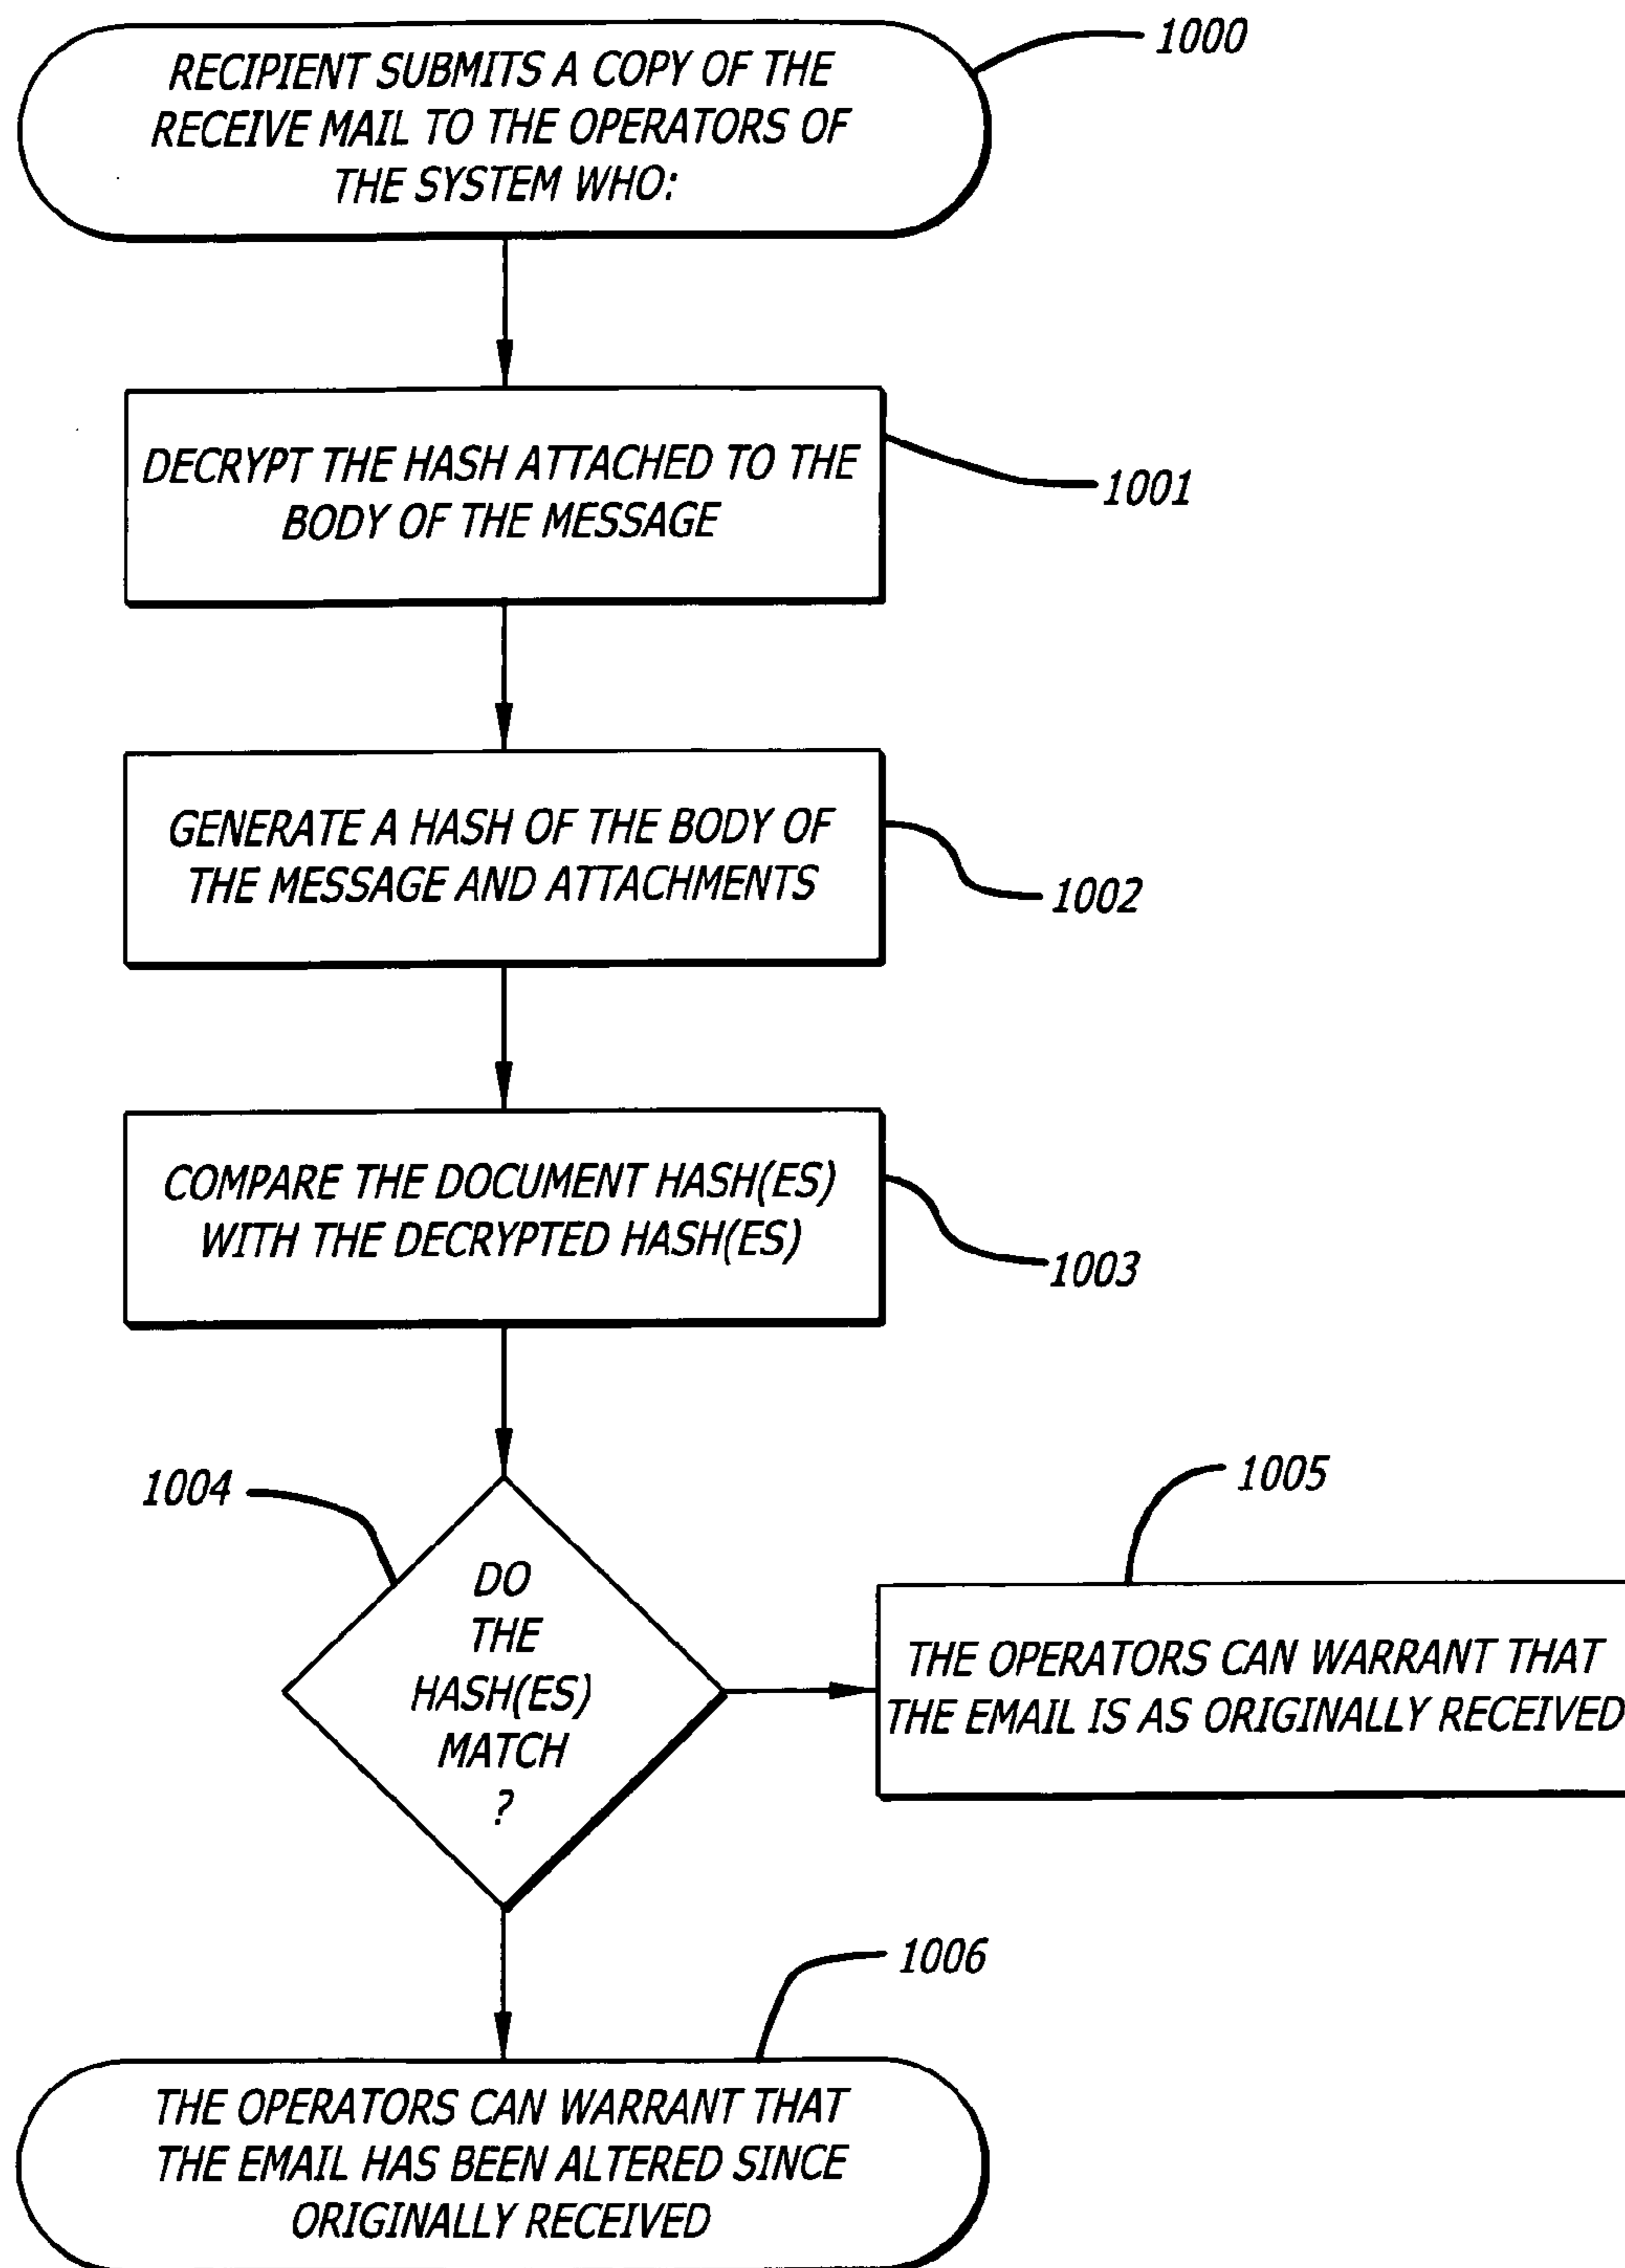 1000
RECIPIENT SUBMITS A COPY OF THE
RECEIVE MAIL TO THE OPERATORS OF
THE SYSTEM WHO:
DECRYPT THE HASH ATTACHED TO THE
BODY OF THE MESSAGE
1001
GENERATE A HASH OF THE BODY OF
THE MESSAGE AND ATTACHMENTS
1002
COMPARE THE DOCUMENT HASH(ES)
WITH THE DECRYPTED HASH(ES)
1003
1004
DO
THE
HASH(ES)
MATCH
?
1005
THE OPERATORS CAN WARRANT THAT
THE EMAIL IS AS ORIGINALLY RECEIVED
1006
THE OPERATORS CAN WARRANT THAT
THE EMAIL HAS BEEN ALTERED SINCE
ORIGINALLY RECEIVED